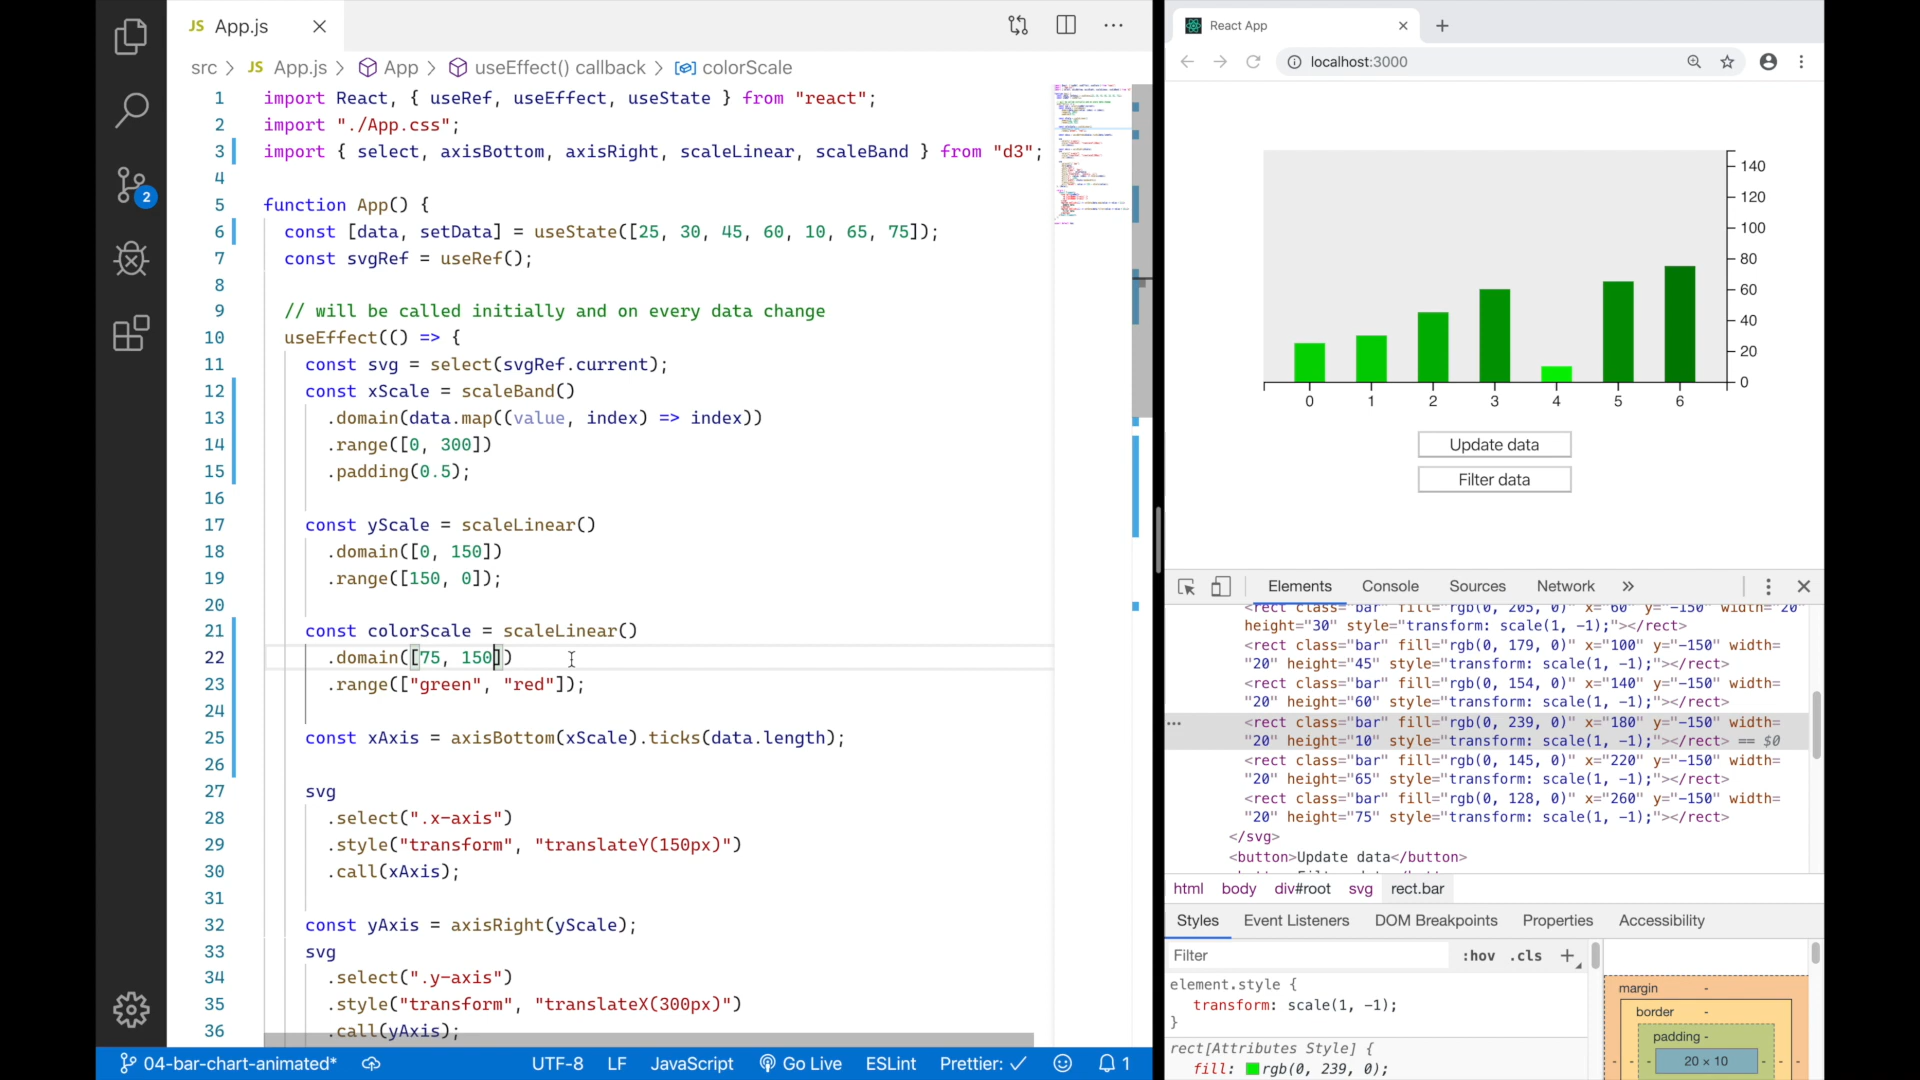 JS App.js
src > JS App.js > App > useEffect() callback > colorScale
1 import React, { useRef, useEffect, useState } from "react";
2 import "./App.css";
3 import { select, axisBottom, axisRight, scaleLinear, scaleBand } from "d3";
4
5 function App() {
6 const [data, setData] = useState([25, 30, 45, 60, 10, 65, 75]);
7 const svgRef = useRef();
8
9 // will be called initially and on every data change
10 useEffect(() => {
11 const svg = select(svgRef.current);
12 const xScale = scaleBand()
13 .domain(data.map((value, index) => index))
14 .range([0, 300])
15 .padding(0.5);
16
17 const yScale = scaleLinear()
18 .domain([0, 150])
19 .range([150, 0]);
20
21 const colorScale = scaleLinear()
22 .domain([75, 150])
23 .range(["green", "red"]);
24
25 const xAxis = axisBottom(xScale).ticks(data.length);
26
27 svg
28 .select(".x-axis")
29 .style("transform", "translateY(150px)")
30 .call(xAxis);
31
32 const yAxis = axisRight(yScale);
33 svg
34 .select(".y-axis")
35 .style("transform", "translateX(300px)")
36 .call(yAxis);
2
04-bar-chart-animated* UTF-8 LF JavaScript Go Live ESLint Prettier: ✓ 1
React App
localhost:3000
140
120
100
80
60
40
20
0
0 1 2 3 4 5 6
Update data
Filter data
Elements Console Sources Network »
<rect class="bar" fill="rgb(0, 205, 0)" x="60" y="-150" width="20"
height="30" style="transform: scale(1, -1);"></rect>
<rect class="bar" fill="rgb(0, 179, 0)" x="100" y="-150" width=
"20" height="45" style="transform: scale(1, -1);"></rect>
<rect class="bar" fill="rgb(0, 154, 0)" x="140" y="-150" width=
"20" height="60" style="transform: scale(1, -1);"></rect>
<rect class="bar" fill="rgb(0, 239, 0)" x="180" y="-150" width=
"20" height="10" style="transform: scale(1, -1);"></rect> == $0
<rect class="bar" fill="rgb(0, 145, 0)" x="220" y="-150" width=
"20" height="65" style="transform: scale(1, -1);"></rect>
<rect class="bar" fill="rgb(0, 128, 0)" x="260" y="-150" width=
"20" height="75" style="transform: scale(1, -1);"></rect>
</svg>
<button>Update data</button>
html body div#root svg rect.bar
Styles Event Listeners DOM Breakpoints Properties Accessibility
Filter :hov .cls +
element.style {
transform: scale(1, -1);
}
rect[Attributes Style] {
fill: rgb(0, 239, 0);
margin -
border -
padding -
20 × 10